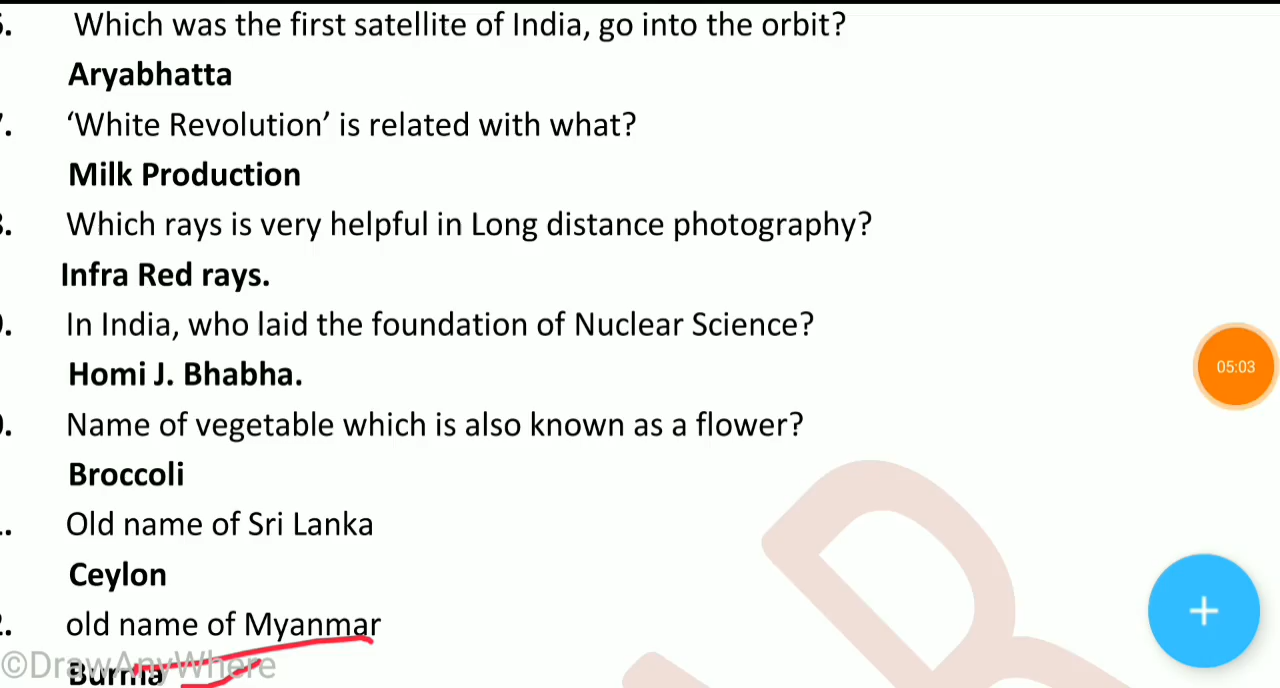 Which was the first satellite of India, go into the orbit?
Aryabhatta
‘White Revolution’ is related with what?
Milk Production
Which rays is very helpful in Long distance photography?
Infra Red rays.
In India, who laid the foundation of Nuclear Science?
Homi J. Bhabha.
05:03
Name of vegetable which is also known as a flower?
Broccoli
Old name of Sri Lanka
Ceylon
+
old name of Myanmar
©DrawAnyWhere
Burma